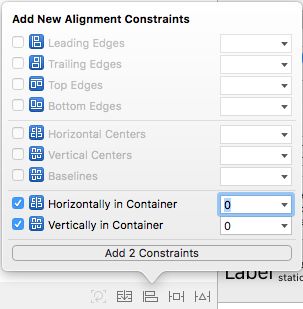 Add New Alignment Constraints
Leading Edges
Trailing Edges
Top Edges
Bottom Edges
Horizontal Centers
Vertical Centers
Baselines
Horizontally in Container 0
Vertically in Container 0
Add 2 Constraints
Label